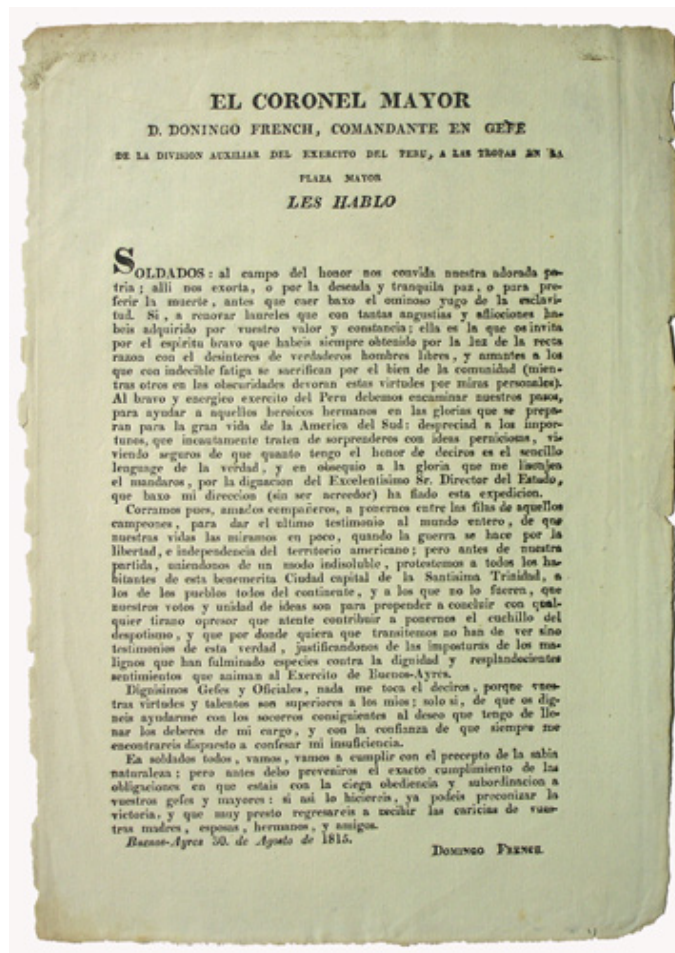 EL CORONEL MAYOR
D. DONINGO FRENCH, COMANDANTE EN GEFE
DE LA DIVISION AUXILIAR DEL EXERCITO DEL PERU, A LAS TROPAS EN LA
PLAZA MAYOR
LES HABLO
SOLDADOS : al campo del honor nos convida nuestra adorada pa-
tria ; alli nos exorta, o por la deseada y tranquila paz, o para pre-
ferir la muerte, antes que caer baxo el ominoso yugo de la esclavi-
tud. Si, a renovar laureles que con tantas angustias y aflicciones ha-
beis adquirido por vuestro valor y constancia; ella es la que os invita
por el espiritu bravo que habeis siempre obtenido por la luz de la recta
razon con el desinteres de verdaderos hombres libres, y amantes a los
que con indecible fatiga se sacrifican por el bien de la comunidad (mien-
tras otros en las obscuridades devoran estas virtudes por miras personales).
Al bravo y energico exercito del Peru debemos encaminar nuestros pasos,
para ayudar a aquellos heroicos hermanos en las glorias que se prepa-
ran para la gran vida de la America del Sud: despreciad a los impor-
tunos, que incautamente traten de sorprenderos con ideas perniciosas, vi-
viendo seguros de que quanto tengo el honor de deciros es el sencillo
lenguage de la verdad, y en obsequio a la gloria que me lisonjea
el mandaros, por la dignacion del Excelentisimo Sr. Director del Estado,
que baxo mi direccion (sin ser acreedor) ha fiado esta expedicion.
Corramos pues, amados compañeros, a ponernos entre las filas de aquellos
campeones, para dar el ultimo testimonio al mundo entero, de que
nuestras vidas las miramos en poco, quando la guerra se hace por la
libertad, e independencia del territorio americano; pero antes de nuestra
partida, uniendonos de un modo indisoluble, protestemos a todos los ha-
bitantes de esta benemerita Ciudad capital de la Santisima Trinidad, a
los de los pueblos todos del continente, y a los que no lo fueren, que
nuestros votos y unidad de ideas son para propender a concluir con qual-
quier tirano opresor que atente contribuir a ponernos el cuchillo del
despotismo, y que por donde quiera que transitemos no han de ver sino
testimonios de esta verdad, justificandonos de las imposturas de los ma-
lignos que han fulminado especies contra la dignidad y resplandecientes
sentimientos que animan al Exercito de Buenos-Ayres.
Dignisimos Gefes y Oficiales, nada me toca el deciros, porque vues-
tras virtudes y talentos son superiores a los mios; solo si, de que os dig-
neis ayudarme con los socorros consiguientes al deseo que tengo de lle-
nar los deberes de mi cargo, y con la confianza de que siempre me
encontrareis dispuesto a confesar mi insuficiencia.
Ea soldados todos, vamos, vamos a cumplir con el precepto de la sabia
naturaleza; pero antes debo preveniros el exacto cumplimiento de las
obligaciones en que estais con la ciega obediencia y subordinacion a
vuestros gefes y mayores: si asi lo hiciereis, ya podeis preconizar la
victoria, y que muy presto regresareis a recibir las caricias de vues-
tras madres, esposas, hermanos, y amigos.
Buenos-Ayres 30. de Agosto de 1815.
DOMINGO FRENCH.